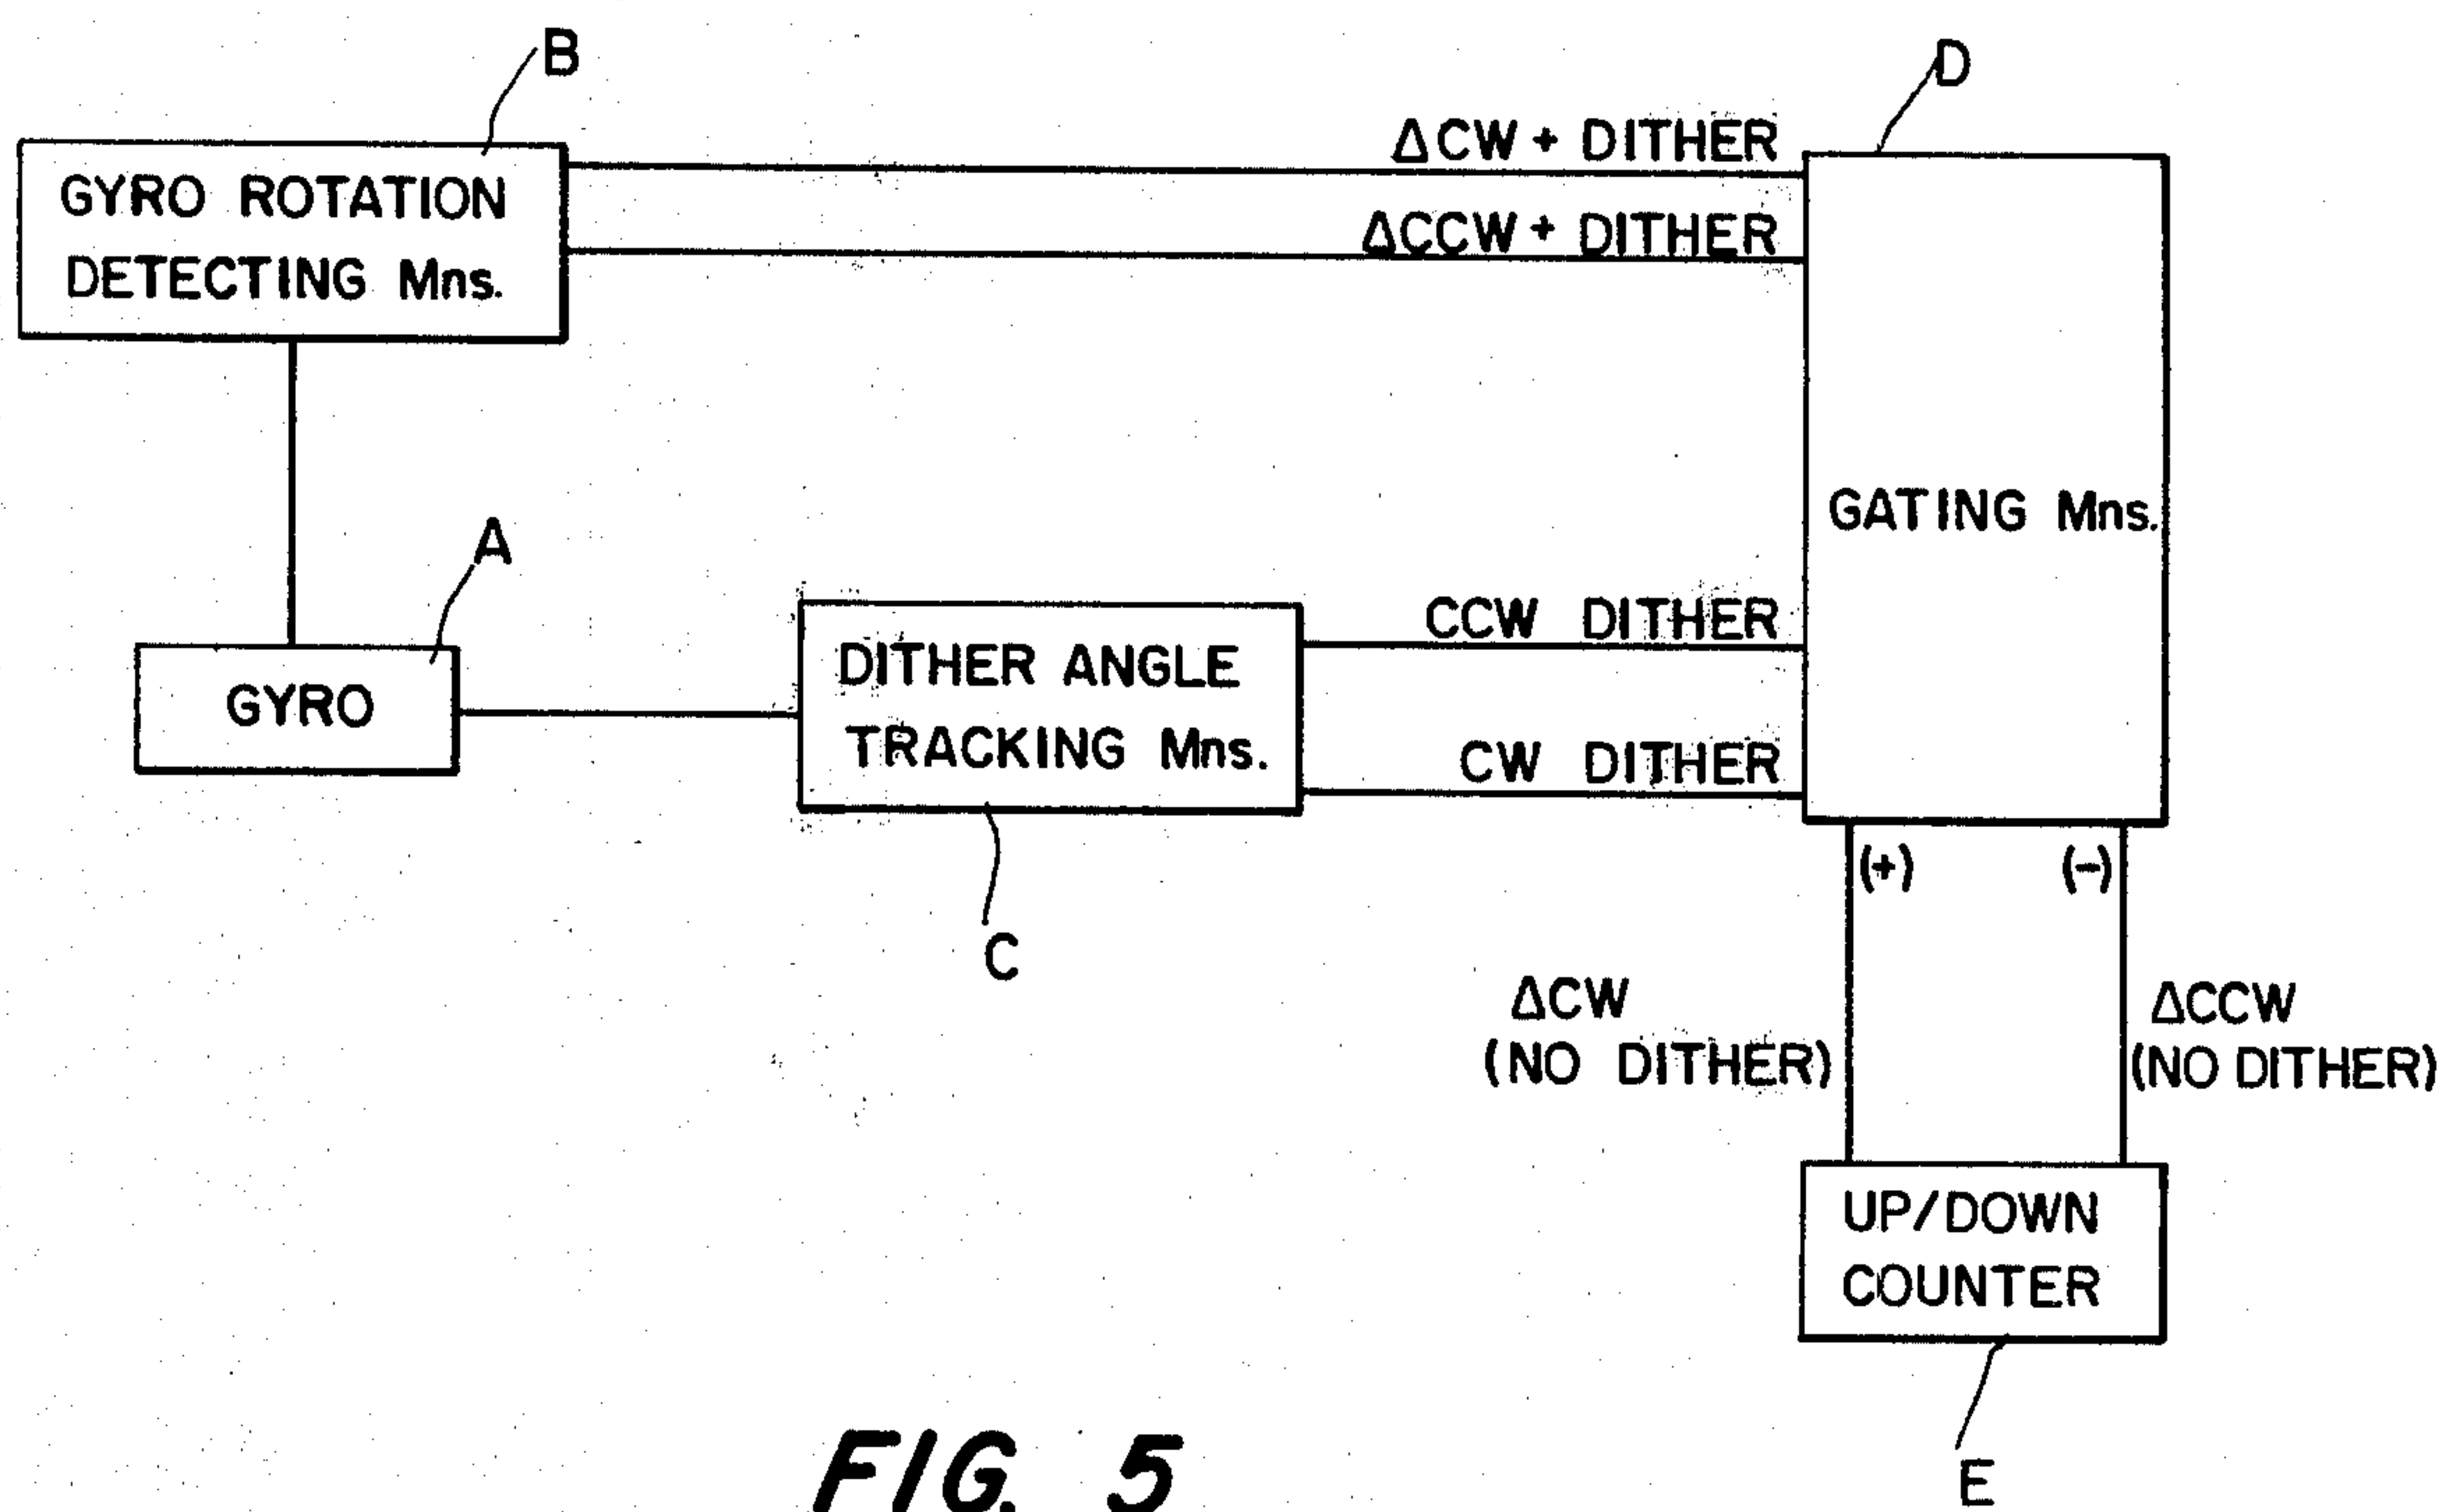 B
D
ΔCW + DITHER
GYRO ROTATION
DETECTING Mns.
ΔCCW + DITHER
GATING Mns.
A
GYRO
DITHER ANGLE
TRACKING Mns.
CCW DITHER
CW DITHER
C
(+)
(-)
ΔCW
(NO DITHER)
ΔCCW
(NO DITHER)
UP/DOWN
COUNTER
E
FIG. 5